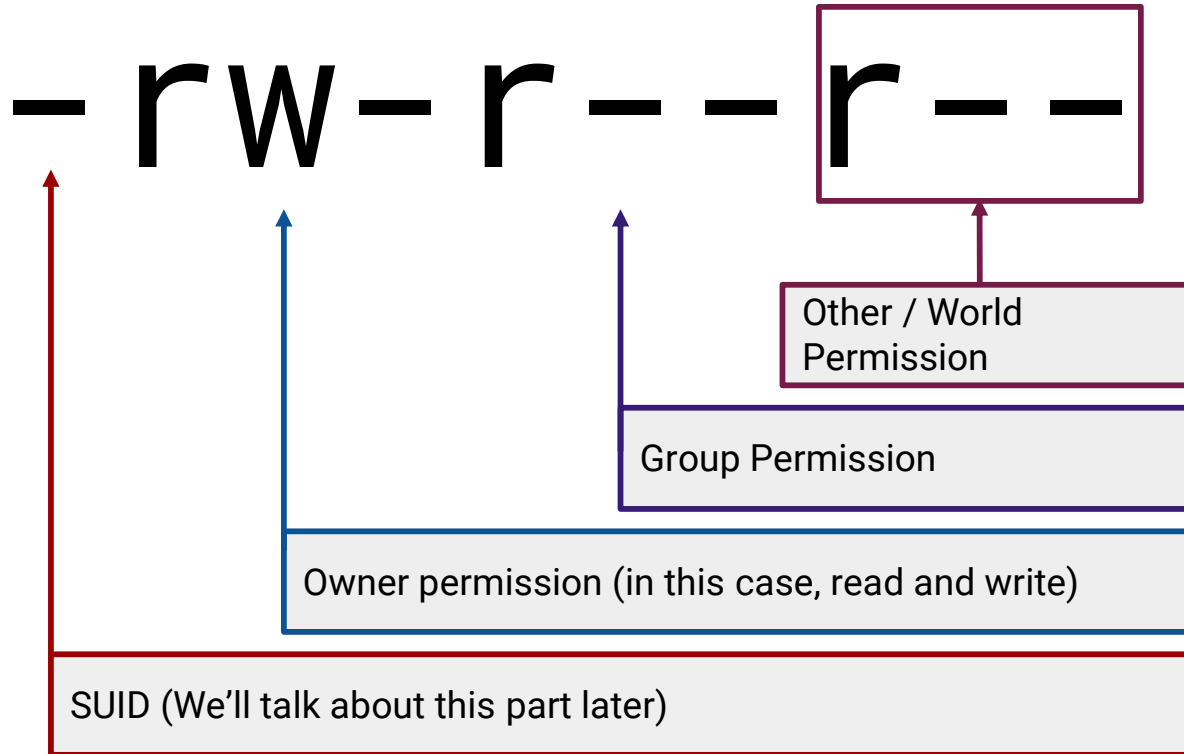 -rw-r--r--
Other / World
Permission
Group Permission
Owner permission (in this case, read and write)
SUID (We’ll talk about this part later)